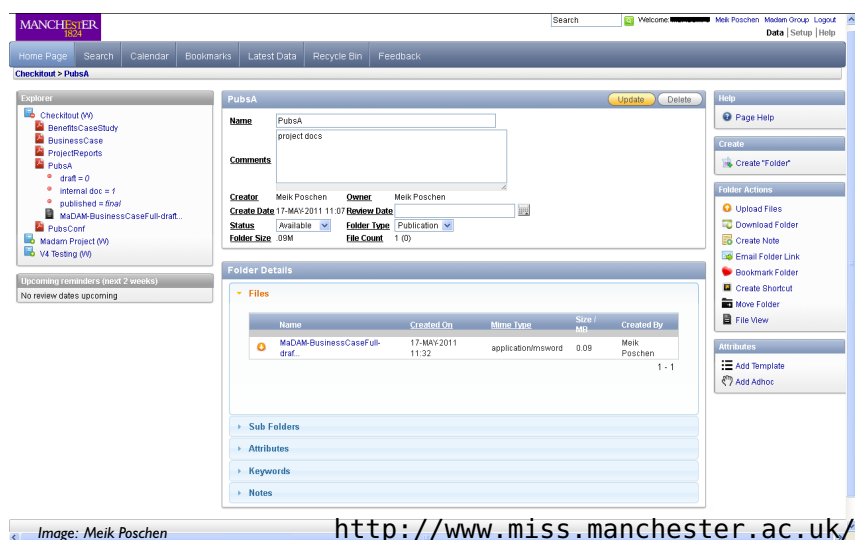 MANCHESTER
1824
Search
Welcome: Meik Poschen Madam Group Logout
Data | Setup | Help
Home Page Search Calendar Bookmarks Latest Data Recycle Bin Feedback
Checkitout > PubsA
Explorer
Checkitout (W)
BenefitsCaseStudy
BusinessCase
ProjectReports
PubsA
draft = 0
internal doc = 1
published = final
MaDAM-BusinessCaseFull-draft...
PubsConf
Madam Project (W)
V4 Testing (W)
Upcoming reminders (next 2 weeks)
No review dates upcoming
PubsA
Update Delete
Name PubsA
Comments project docs
Creator Meik Poschen Owner Meik Poschen
Create Date 17-MAY-2011 11:07 Review Date
Status Available Folder Type Publication
Folder Size .09M File Count 1 (0)
Folder Details
Files
Name Created On Mime Type Size / MB Created By
MaDAM-BusinessCaseFull-draf... 17-MAY-2011 11:32 application/msword 0.09 Meik Poschen
1 - 1
Sub Folders
Attributes
Keywords
Notes
Help
Page Help
Create
Create "Folder"
Folder Actions
Upload Files
Download Folder
Create Note
Email Folder Link
Bookmark Folder
Create Shortcut
Move Folder
File View
Attributes
Add Template
Add Adhoc
Image: Meik Poschen
http://www.miss.manchester.ac.uk/